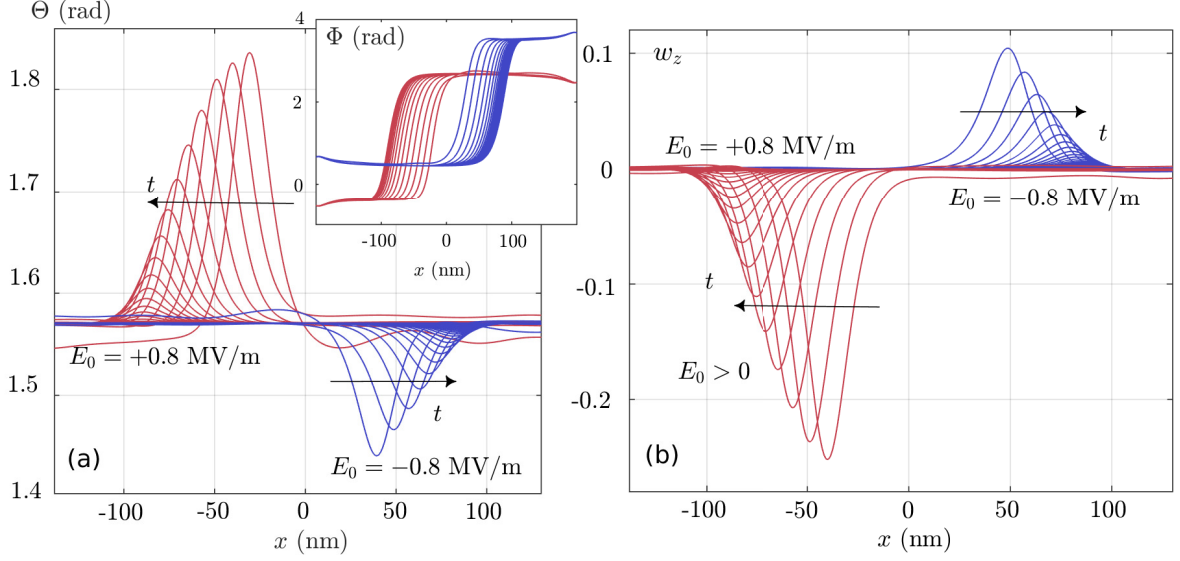 Θ (rad)
1.8
1.7
1.6
1.5
1.4
-100
-50
0
50
100
x (nm)
t
E₀ = +0.8 MV/m
t
E₀ = −0.8 MV/m
(a)
Φ (rad)
4
2
0
-100
0
100
x (nm)
w_z
0.1
0
-0.1
-0.2
-100
-50
0
50
100
x (nm)
E₀ = +0.8 MV/m
t
E₀ = −0.8 MV/m
t
E₀ > 0
(b)